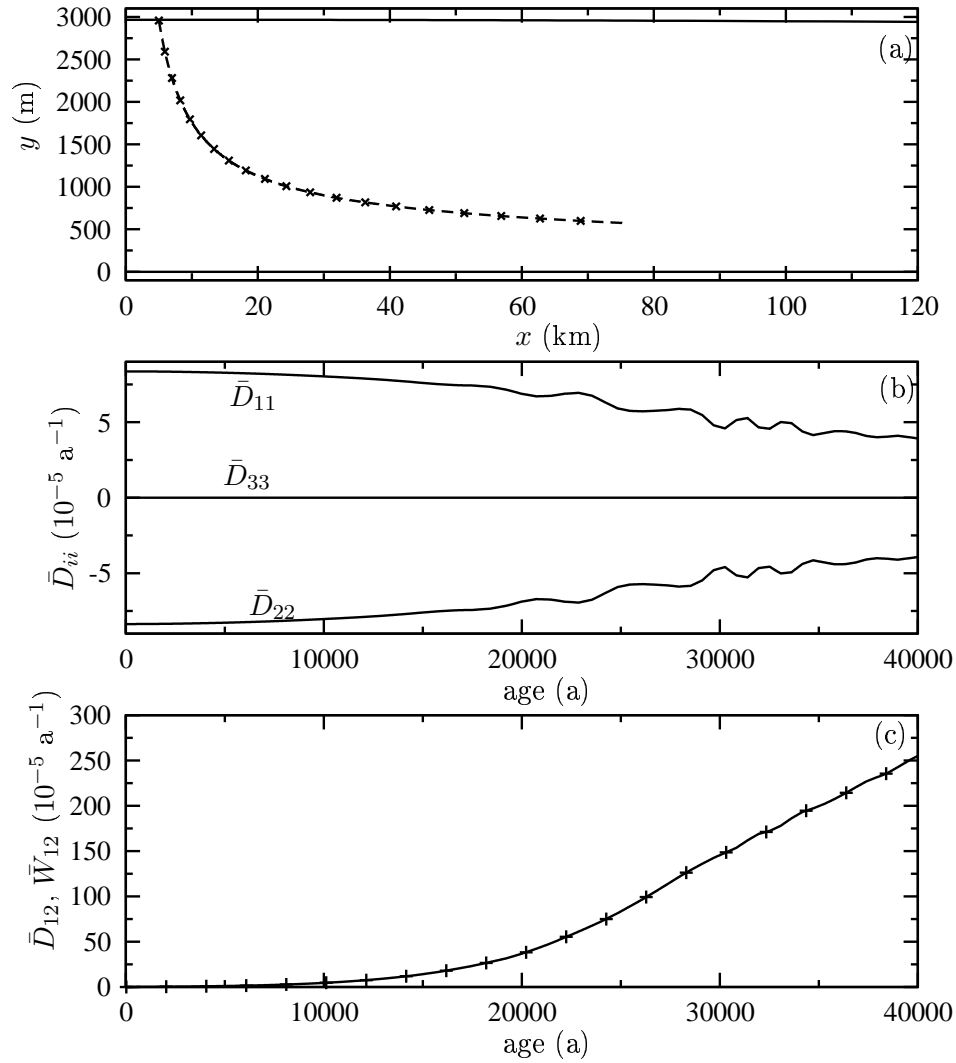 3000
2500
2000
1500
1000
500
0
y (m)
(a)
0 20 40 60 80 100 120
x (km)
5
0
-5
D̄ᵢᵢ (10⁻⁵ a⁻¹)
(b)
D̄₁₁
D̄₃₃
D̄₂₂
0 10000 20000 30000 40000
age (a)
300
250
200
150
100
50
0
D̄₁₂, W̄₁₂ (10⁻⁵ a⁻¹)
(c)
0 10000 20000 30000 40000
age (a)